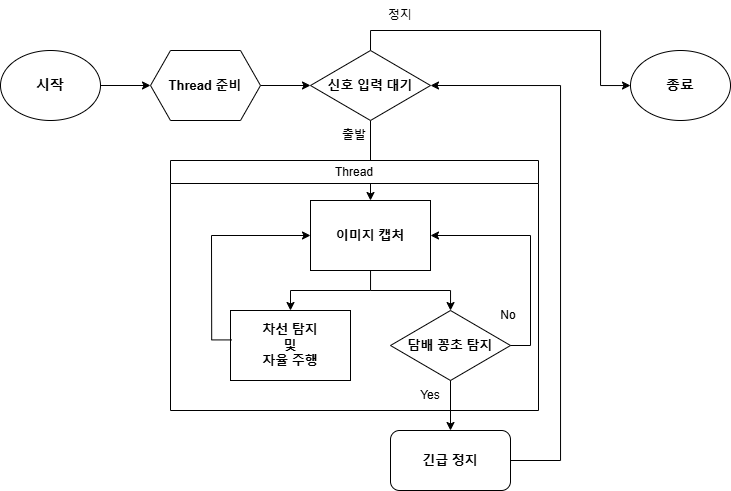 정지
시작
Thread 준비
신호 입력 대기
종료
출발
Thread
이미지 캡처
No
차선 탐지
및
자율 주행
담배 꽁초 탐지
Yes
긴급 정지